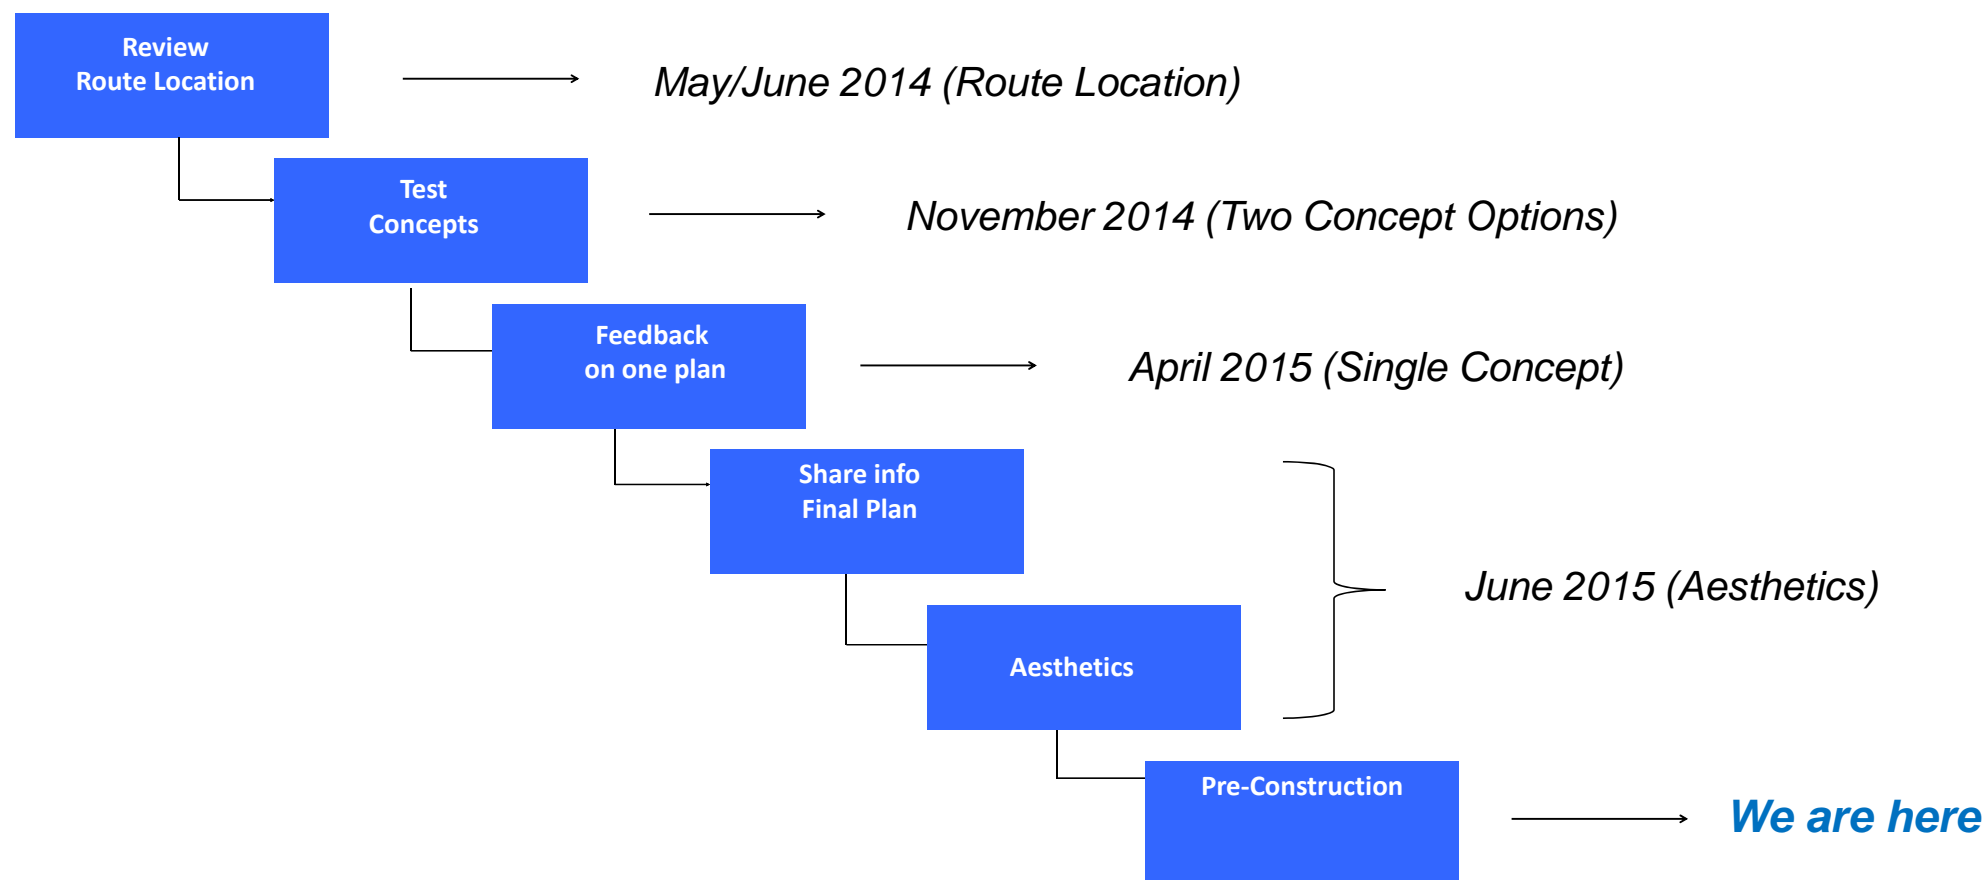 Review
Route Location
May/June 2014 (Route Location)
Test
Concepts
November 2014 (Two Concept Options)
Feedback
on one plan
April 2015 (Single Concept)
Share info
Final Plan
June 2015 (Aesthetics)
Aesthetics
Pre-Construction
We are here